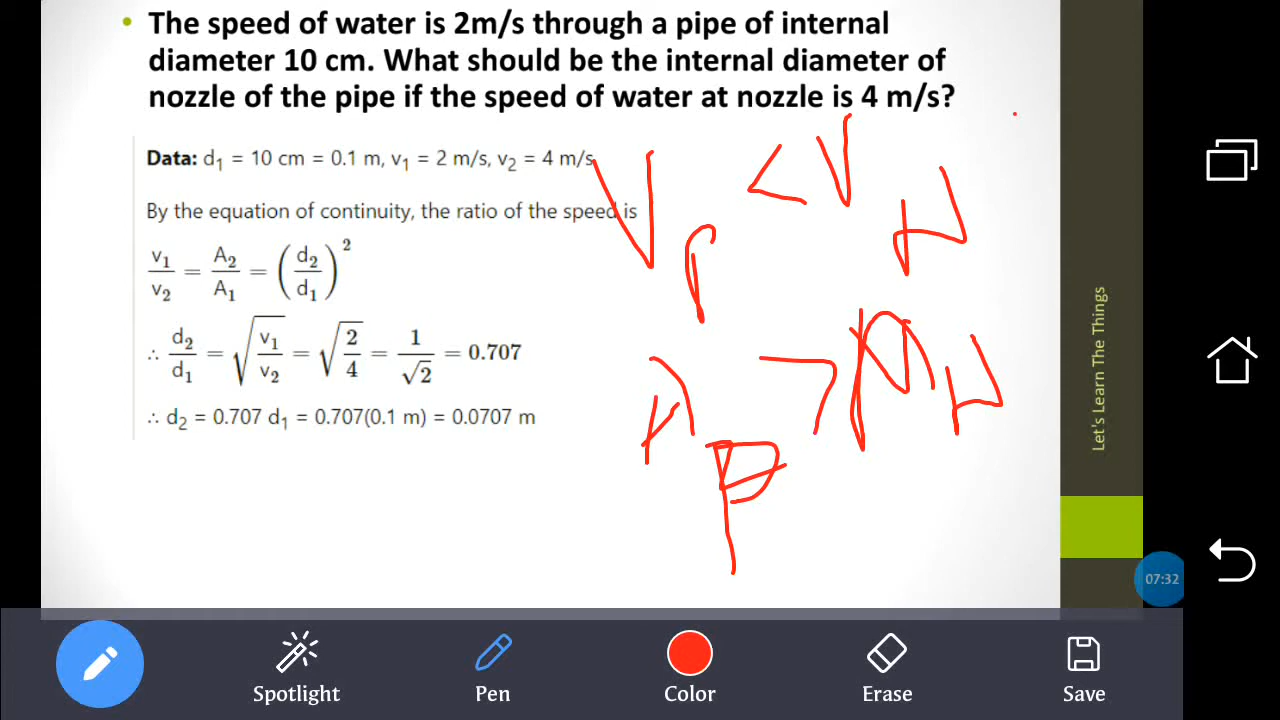 • The speed of water is 2m/s through a pipe of internal
diameter 10 cm. What should be the internal diameter of
nozzle of the pipe if the speed of water at nozzle is 4 m/s?
Data: d₁ = 10 cm = 0.1 m, v₁ = 2 m/s, v₂ = 4 m/s
By the equation of continuity, the ratio of the speed is
v₁/v₂ = A₂/A₁ = (d₂/d₁)²
∴ d₂/d₁ = √(v₁/v₂) = √(2/4) = 1/√2 = 0.707
∴ d₂ = 0.707 d₁ = 0.707(0.1 m) = 0.0707 m
V < V N
Let's Learn The Things
07:32
Spotlight
Pen
Color
Erase
Save